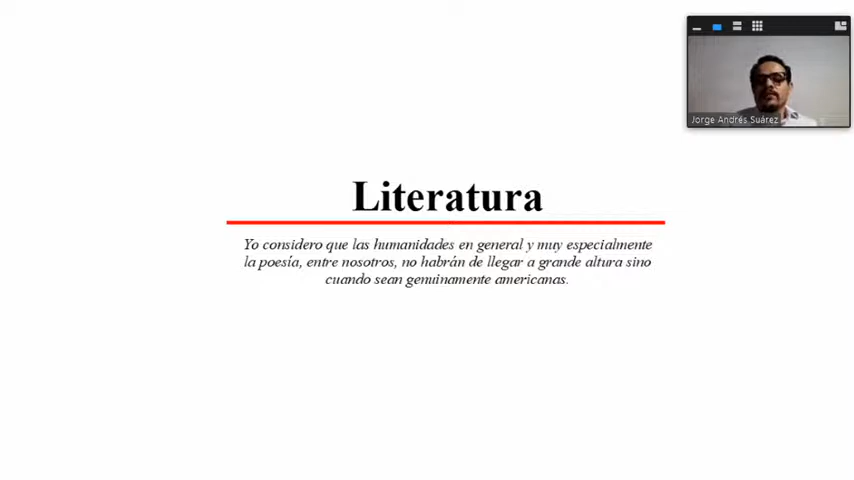 Jorge Andrés Suárez
Literatura
Yo considero que las humanidades en general y muy especialmente
la poesía, entre nosotros, no habrán de llegar a grande altura sino
cuando sean genuinamente americanas.